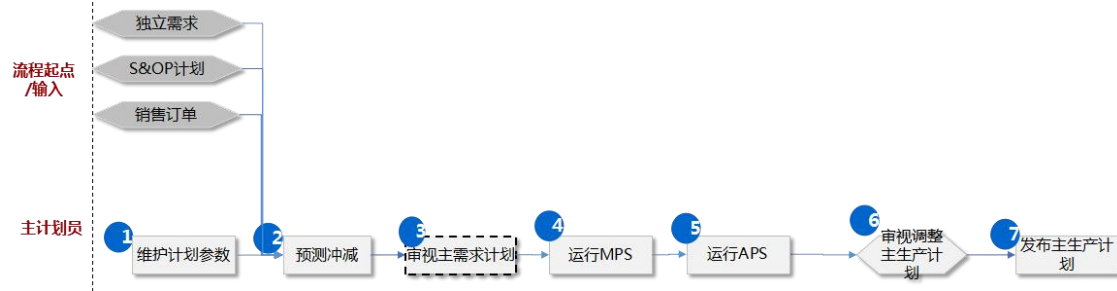 独立需求
流程起点
/输入
S&OP计划
销售订单
主计划员
1
维护计划参数
2
预测冲减
3
审视主需求计划
4
运行MPS
5
运行APS
6
审视调整
主生产计
划
7
发布主生产计
划